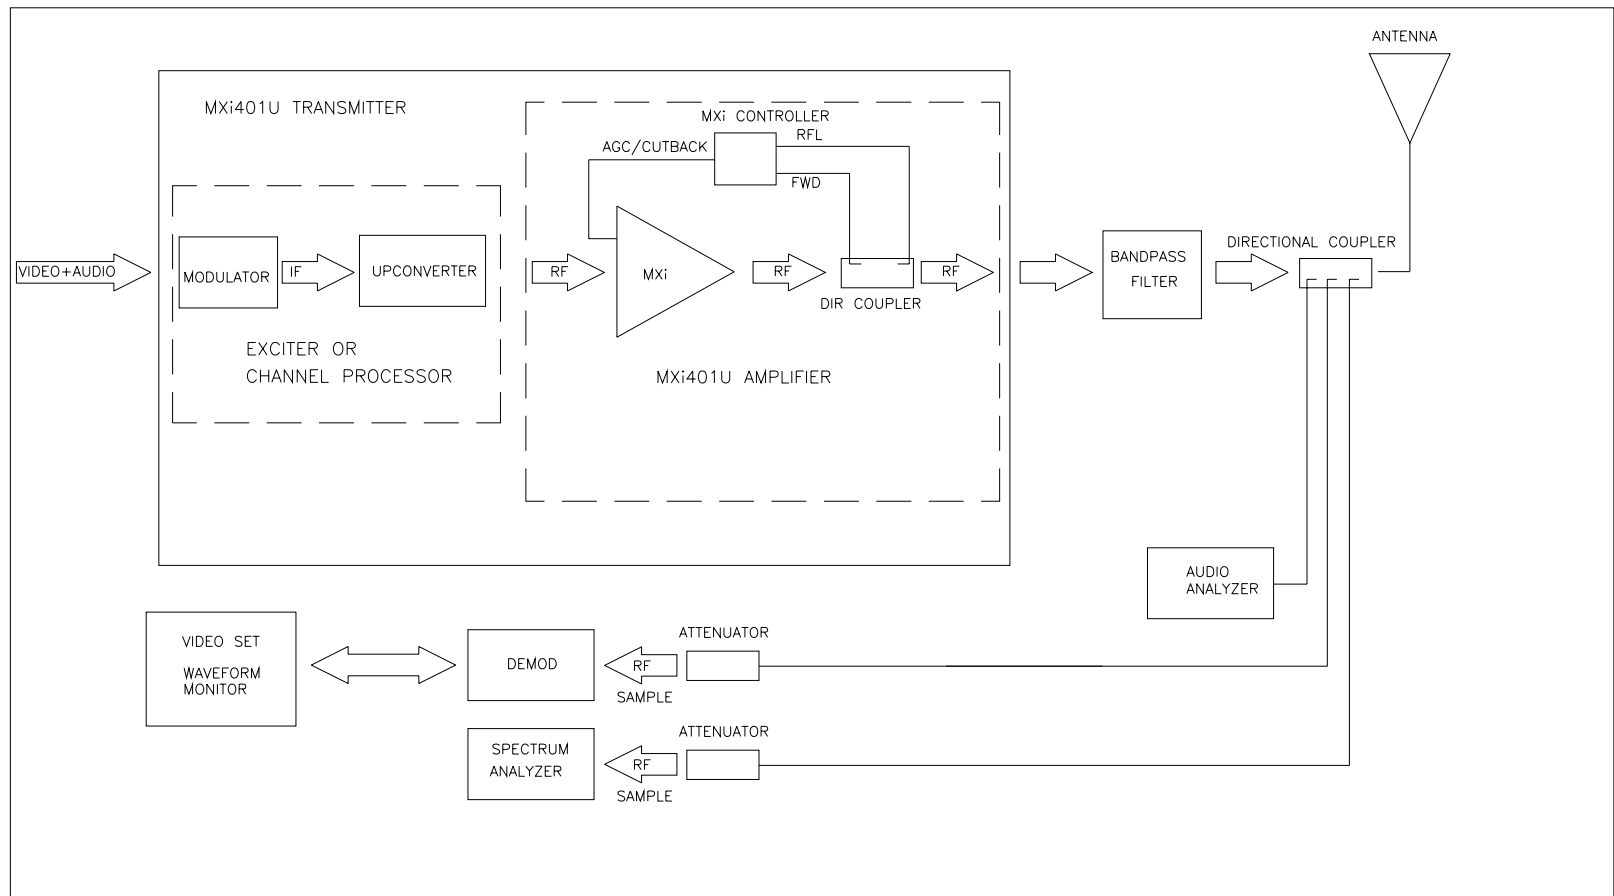 ANTENNA
MXi401U TRANSMITTER
MXi CONTROLLER
RFL
AGC/CUTBACK
FWD
VIDEO+AUDIO
MODULATOR
IF
UPCONVERTER
RF
MXi
RF
RF
DIR COUPLER
BANDPASS
FILTER
DIRECTIONAL COUPLER
EXCITER OR
CHANNEL PROCESSOR
MXi401U AMPLIFIER
AUDIO
ANALYZER
VIDEO SET
WAVEFORM
MONITOR
DEMOD
RF
SAMPLE
ATTENUATOR
SPECTRUM
ANALYZER
RF
SAMPLE
ATTENUATOR